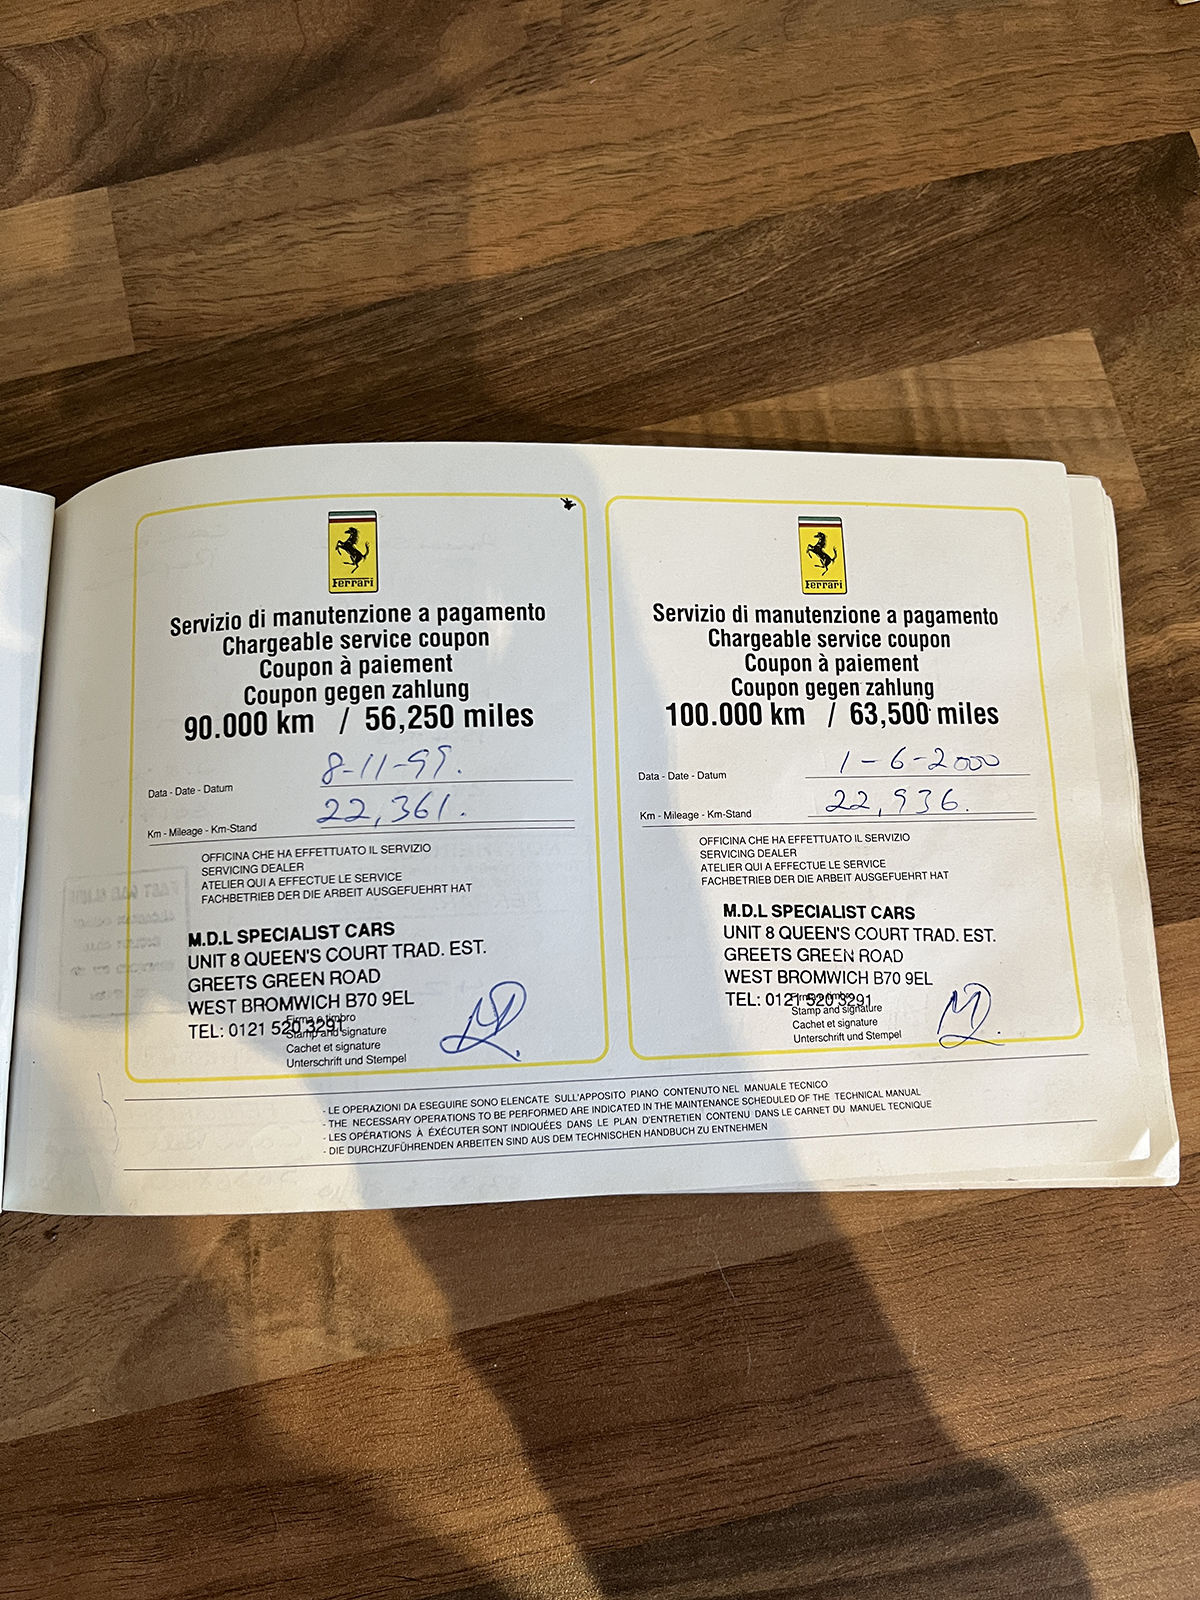 Ferrari
Servizio di manutenzione a pagamento
Chargeable service coupon
Coupon à paiement
Coupon gegen zahlung
90.000 km / 56,250 miles
Data - Date - Datum 8-11-99.
Km - Mileage - Km-Stand 22,361.
OFFICINA CHE HA EFFETTUATO IL SERVIZIO
SERVICING DEALER
ATELIER QUI A EFFECTUE LE SERVICE
FACHBETRIEB DER DIE ARBEIT AUSGEFUEHRT HAT
M.D.L SPECIALIST CARS
UNIT 8 QUEEN'S COURT TRAD. EST.
GREETS GREEN ROAD
WEST BROMWICH B70 9EL
TEL: 0121 520 3291
Firma e timbro
Stamp and signature
Cachet et signature
Unterschrift und Stempel
Ferrari
Servizio di manutenzione a pagamento
Chargeable service coupon
Coupon à paiement
Coupon gegen zahlung
100.000 km / 63,500 miles
Data - Date - Datum 1-6-2000
Km - Mileage - Km-Stand 22,936.
OFFICINA CHE HA EFFETTUATO IL SERVIZIO
SERVICING DEALER
ATELIER QUI A EFFECTUE LE SERVICE
FACHBETRIEB DER DIE ARBEIT AUSGEFUEHRT HAT
M.D.L SPECIALIST CARS
UNIT 8 QUEEN'S COURT TRAD. EST.
GREETS GREEN ROAD
WEST BROMWICH B70 9EL
TEL: 0121 520 3291
Firma e timbro
Stamp and signature
Cachet et signature
Unterschrift und Stempel
- LE OPERAZIONI DA ESEGUIRE SONO ELENCATE SULL'APPOSITO PIANO CONTENUTO NEL MANUALE TECNICO
- THE NECESSARY OPERATIONS TO BE PERFORMED ARE INDICATED IN THE MAINTENANCE SCHEDULED OF THE TECHNICAL MANUAL
- LES OPÉRATIONS À ÉXÉCUTER SONT INDIQUÉES DANS LE PLAN D'ENTRETIEN CONTENU DANS LE CARNET DU MANUEL TECNIQUE
- DIE DURCHZUFÜHRENDEN ARBEITEN SIND AUS DEM TECHNISCHEN HANDBUCH ZU ENTNEHMEN